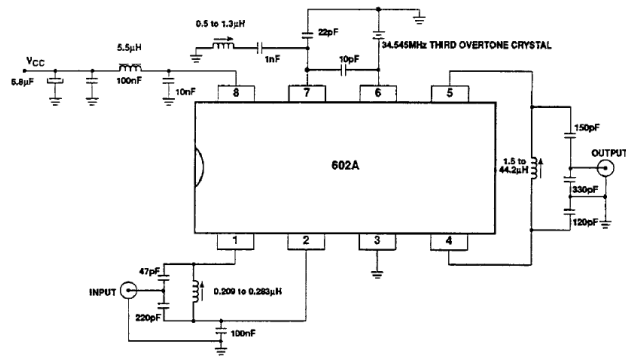 0.5 to 1.3µH
22pF
34.545MHz THIRD OVERTONE CRYSTAL
1nF
10pF
VCC
5.5µH
6.8µF
100nF
10nF
8
7
6
5
602A
1
2
3
4
150pF
OUTPUT
1.5 to
44.2µH
330pF
120pF
47pF
INPUT
0.209 to 0.283µH
220pF
100nF